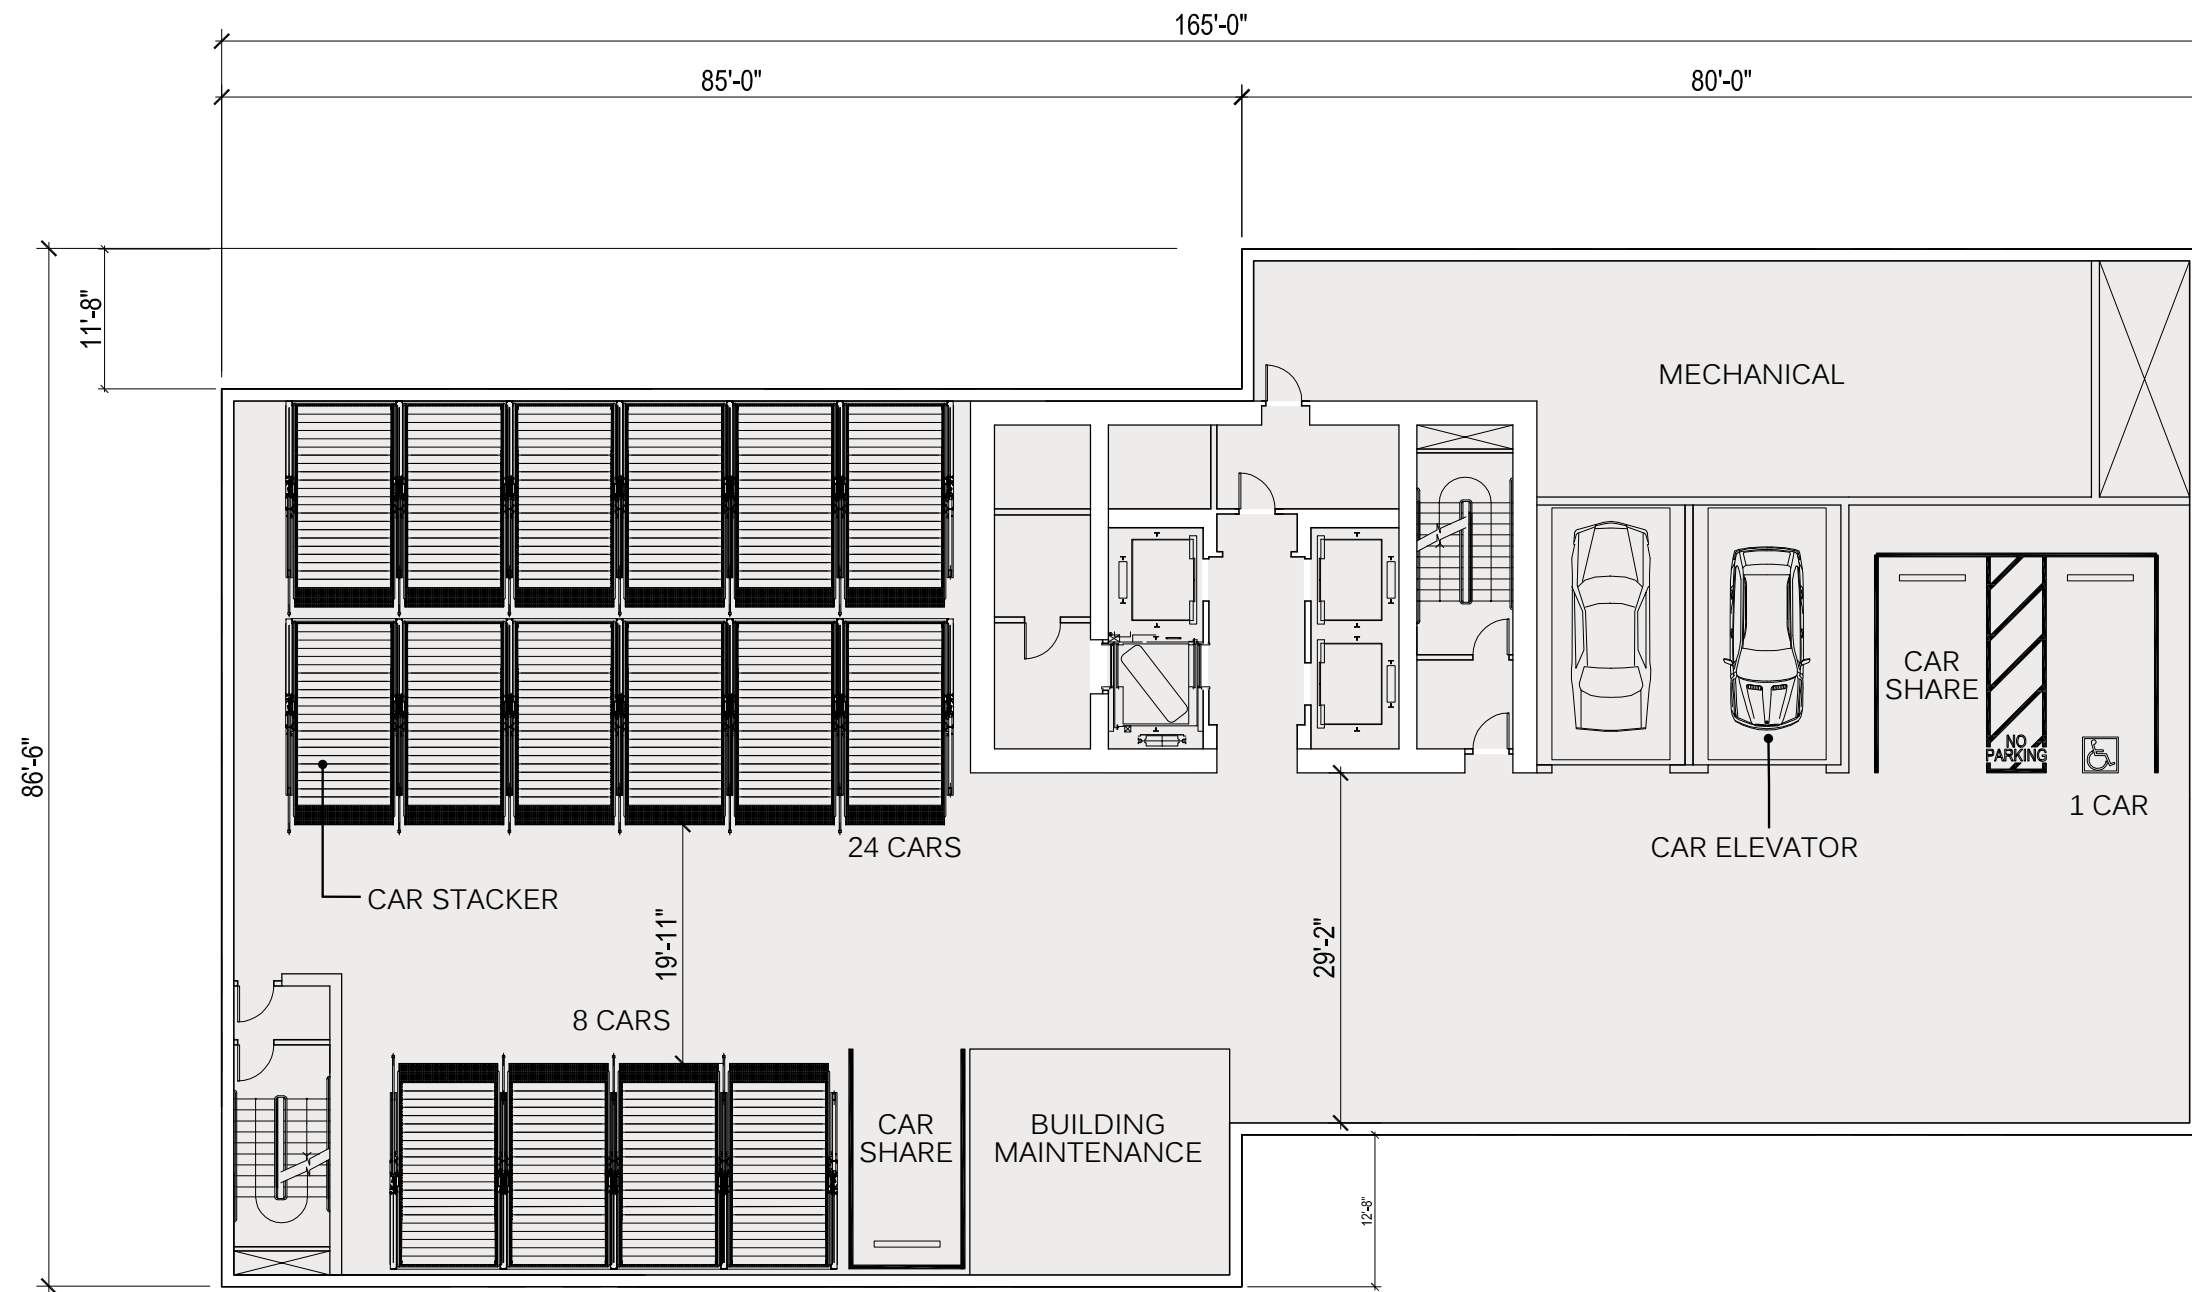 165'-0"
85'-0"
80'-0"
11'-8"
MECHANICAL
86'-6"
CAR
SHARE
NO
PARKING
1 CAR
24 CARS
CAR ELEVATOR
CAR STACKER
19'-11"
29'-2"
8 CARS
CAR
SHARE
BUILDING
MAINTENANCE
12'-8"